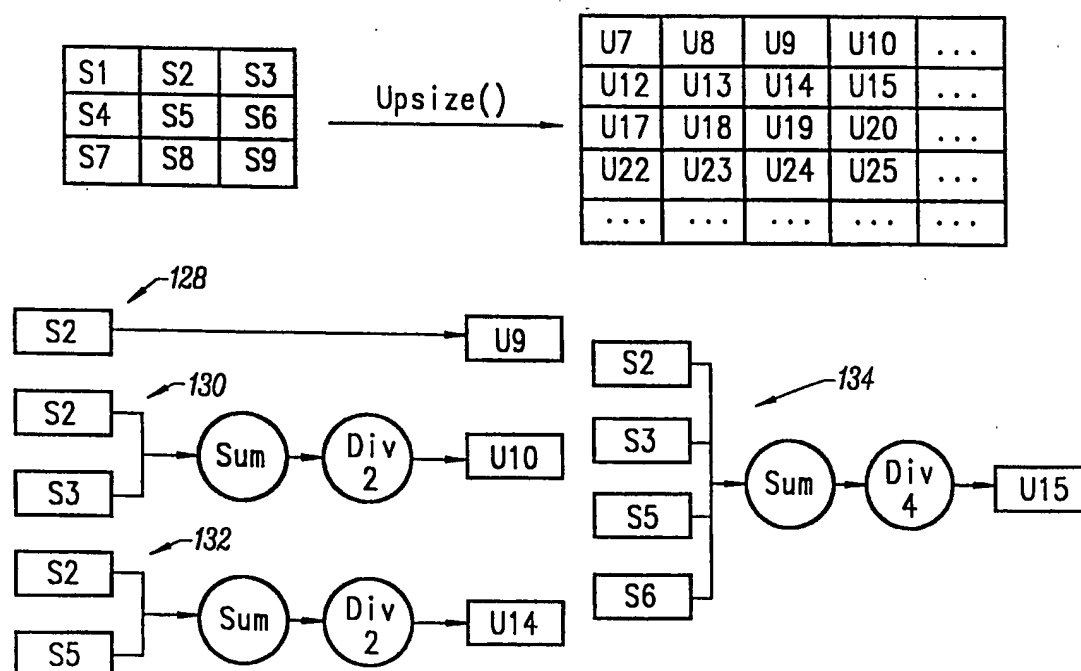 S1 S2 S3
S4 S5 S6
S7 S8 S9
Upsize()
U7 U8 U9 U10 ...
U12 U13 U14 U15 ...
U17 U18 U19 U20 ...
U22 U23 U24 U25 ...
... ... ... ... ...
128
S2 U9
130
S2
S3
Sum Div 2 U10
132
S2
S5
Sum Div 2 U14
134
S2
S3
S5
S6
Sum Div 4 U15